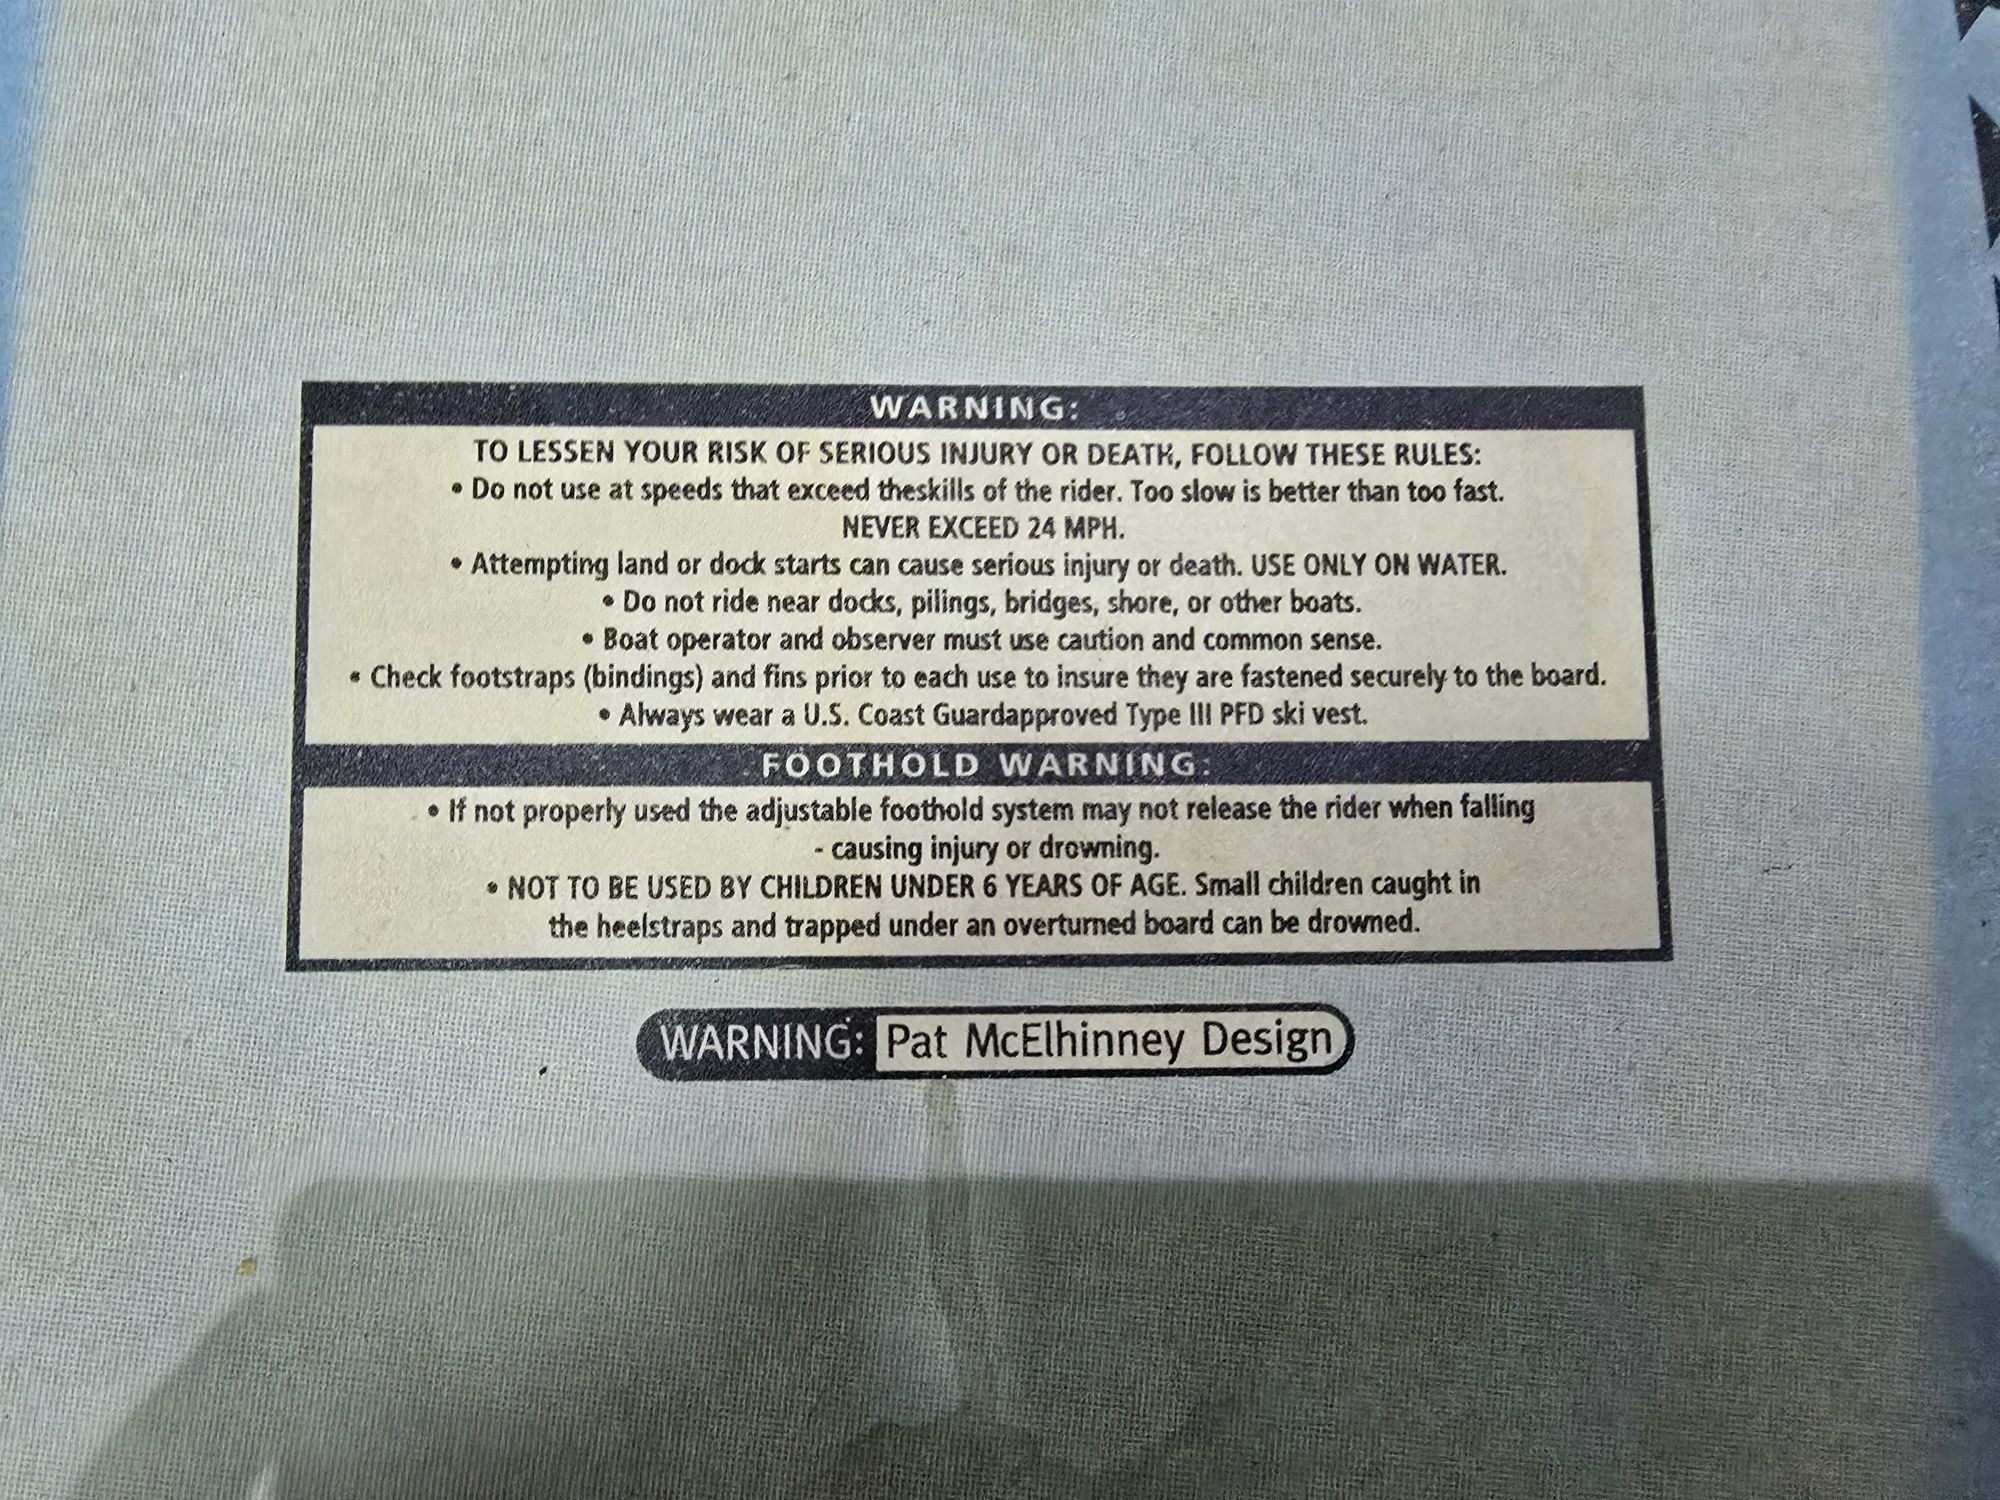 WARNING:
TO LESSEN YOUR RISK OF SERIOUS INJURY OR DEATH, FOLLOW THESE RULES:
• Do not use at speeds that exceed theskills of the rider. Too slow is better than too fast.
NEVER EXCEED 24 MPH.
• Attempting land or dock starts can cause serious injury or death. USE ONLY ON WATER.
• Do not ride near docks, pilings, bridges, shore, or other boats.
• Boat operator and observer must use caution and common sense.
• Check footstraps (bindings) and fins prior to each use to insure they are fastened securely to the board.
• Always wear a U.S. Coast Guardapproved Type III PFD ski vest.
FOOTHOLD WARNING:
• If not properly used the adjustable foothold system may not release the rider when falling
- causing injury or drowning.
• NOT TO BE USED BY CHILDREN UNDER 6 YEARS OF AGE. Small children caught in
the heelstraps and trapped under an overturned board can be drowned.
WARNING: Pat McElhinney Design